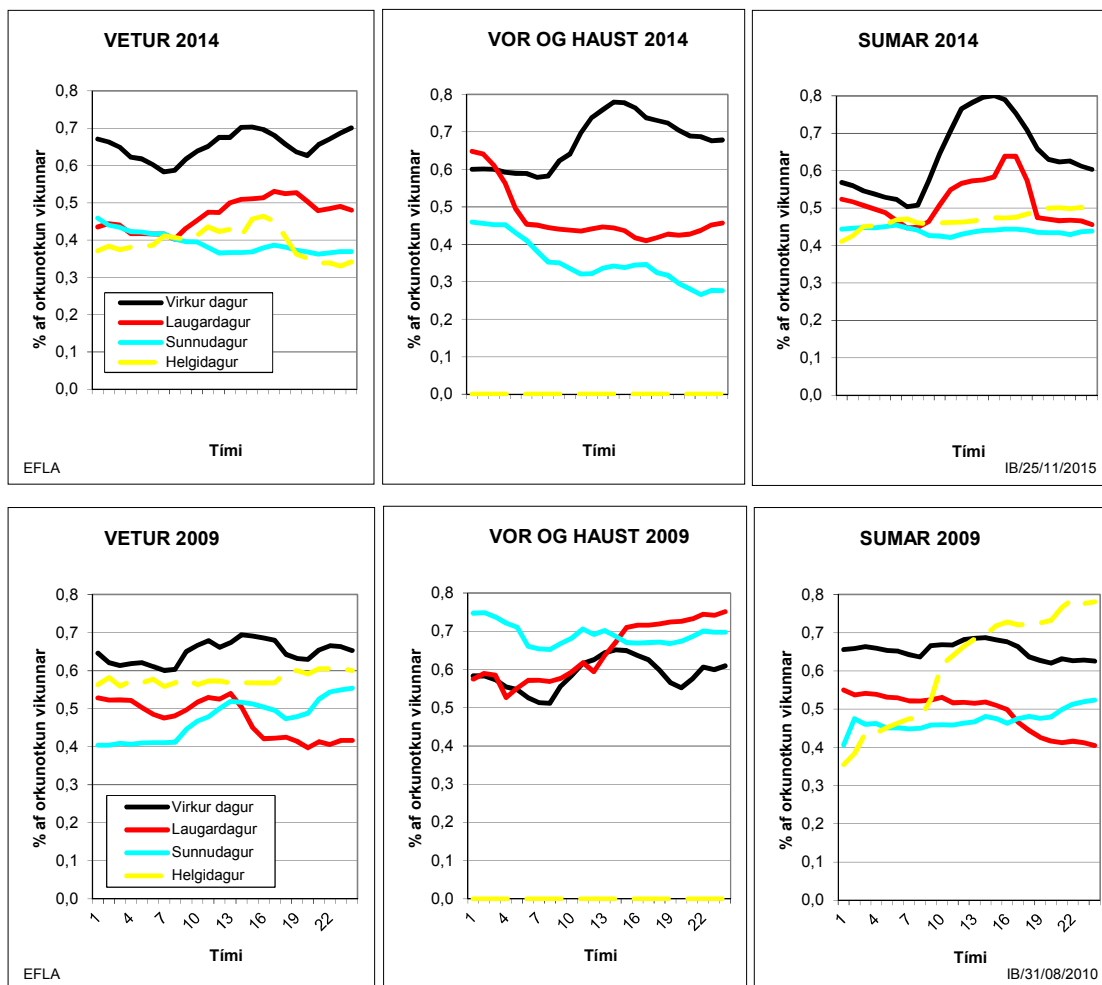 VETUR 2014
% af orkunotkun vikunnar
0,8
0,7
0,6
0,5
0,4
0,3
0,2
0,1
0,0
Virkur dagur
Laugardagur
Sunnudagur
Helgidagur
Tími
EFLA
VOR OG HAUST 2014
% af orkunotkun vikunnar
0,8
0,7
0,6
0,5
0,4
0,3
0,2
0,1
0,0
Tími
SUMAR 2014
% af orkunotkun vikunnar
0,8
0,7
0,6
0,5
0,4
0,3
0,2
0,1
0,0
Tími
IB/25/11/2015
VETUR 2009
% af orkunotkun vikunnar
0,8
0,7
0,6
0,5
0,4
0,3
0,2
0,1
0,0
Virkur dagur
Laugardagur
Sunnudagur
Helgidagur
1 4 7 10 13 16 19 22
Tími
EFLA
VOR OG HAUST 2009
% af orkunotkun vikunnar
0,8
0,7
0,6
0,5
0,4
0,3
0,2
0,1
0,0
1 4 7 10 13 16 19 22
Tími
SUMAR 2009
% af orkunotkun vikunnar
0,8
0,7
0,6
0,5
0,4
0,3
0,2
0,1
0,0
1 4 7 10 13 16 19 22
Tími
IB/31/08/2010